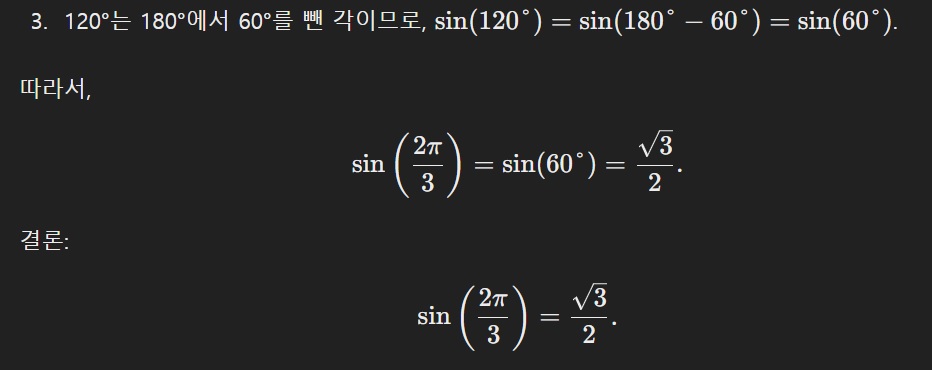 3. 120°는 180°에서 60°를 뺀 각이므로, sin(120°) = sin(180° − 60°) = sin(60°).
따라서,
sin(2π/3) = sin(60°) = √3/2.
결론:
sin(2π/3) = √3/2.